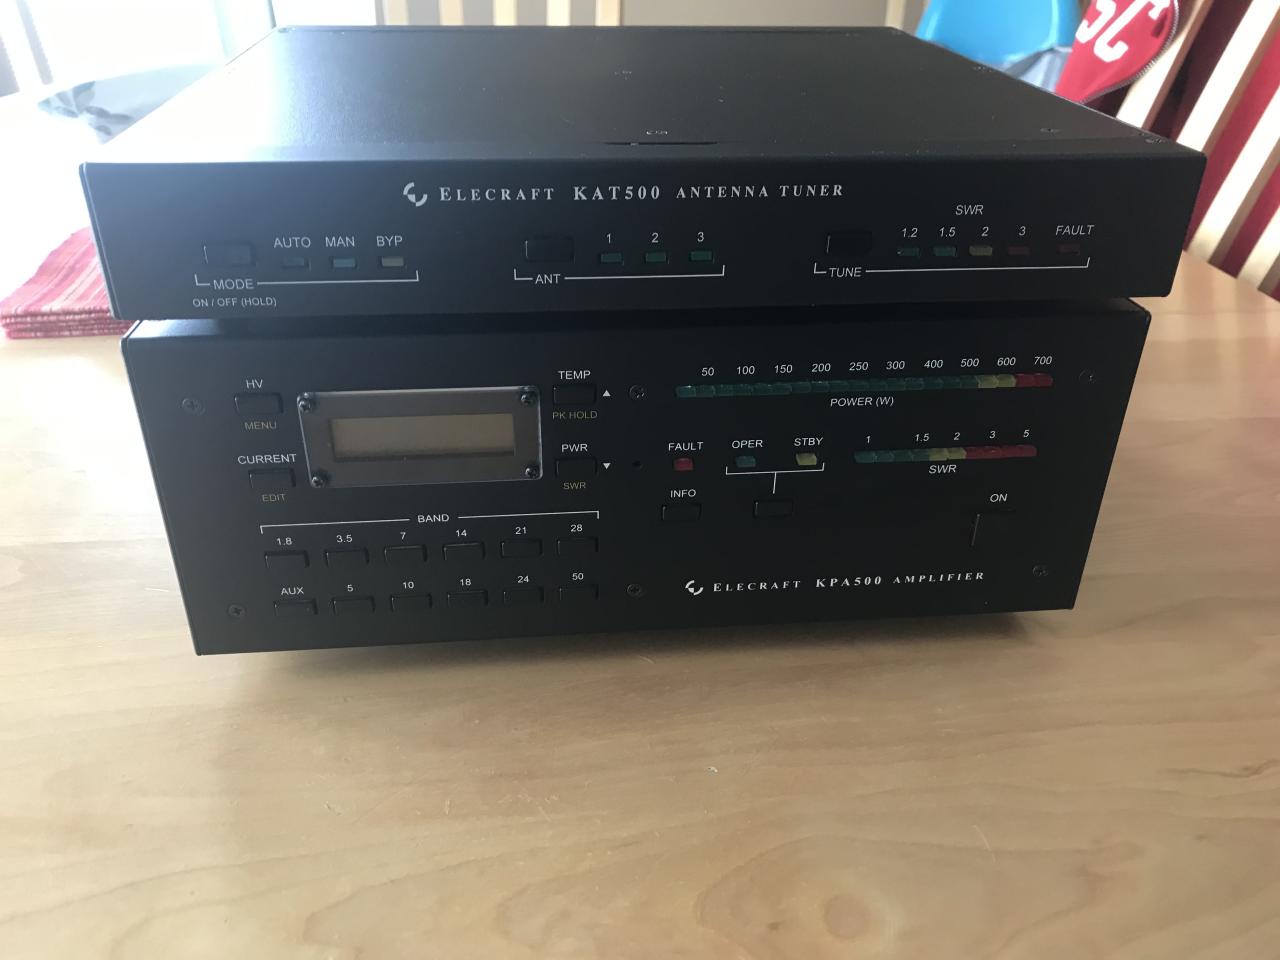 SC
ELECRAFT KAT500 ANTENNA TUNER
SWR
AUTO MAN BYP 1 2 3 1.2 1.5 2 3 FAULT
MODE ANT TUNE
ON / OFF (HOLD)
50 100 150 200 250 300 400 500 600 700
POWER (W)
HV TEMP
MENU PK HOLD
FAULT OPER STBY 1 1.5 2 3 5
SWR
CURRENT PWR
EDIT SWR
INFO ON
BAND
1.8 3.5 7 14 21 28
AUX 5 10 18 24 50
ELECRAFT KPA500 AMPLIFIER